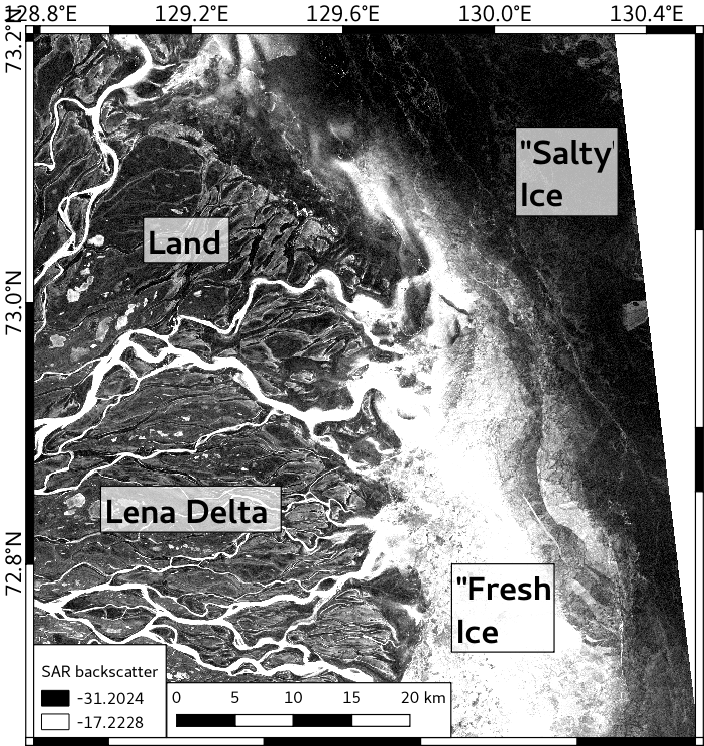 128.8°E 129.2°E 129.6°E 130.0°E 130.4°E
73.2°N
"Salty"
Ice
Land
73.0°N
Lena Delta
72.8°N
"Fresh
Ice
SAR backscatter
-31.2024
-17.2228
0 5 10 15 20 km